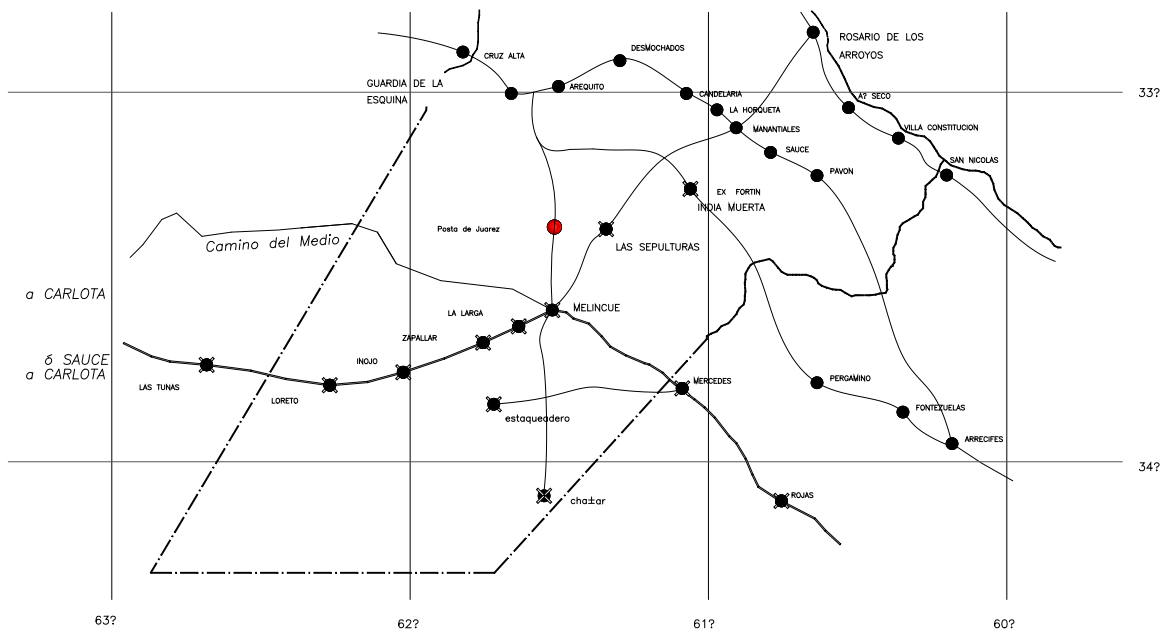 DESMOCHADOS
ROSARIO DE LOS
ARROYOS
CRUZ ALTA
GUARDIA DE LA
ESQUINA
AREQUITO
CANDELARIA
A? SECO
33?
LA HORQUETA
MANANTIALES
VILLA CONSTITUCION
SAUCE
SAN NICOLAS
PAVON
EX FORTIN
INDIA MUERTA
Posta de Juarez
Camino del Medio
LAS SEPULTURAS
a CARLOTA
MELINCUE
LA LARGA
ZAPALLAR
ó SAUCE
a CARLOTA
INOJO
LAS TUNAS
LORETO
MERCEDES
PERGAMINO
estaqueadero
FONTEZUELAS
ARRECIFES
34?
cha±ar
ROJAS
63?
62?
61?
60?